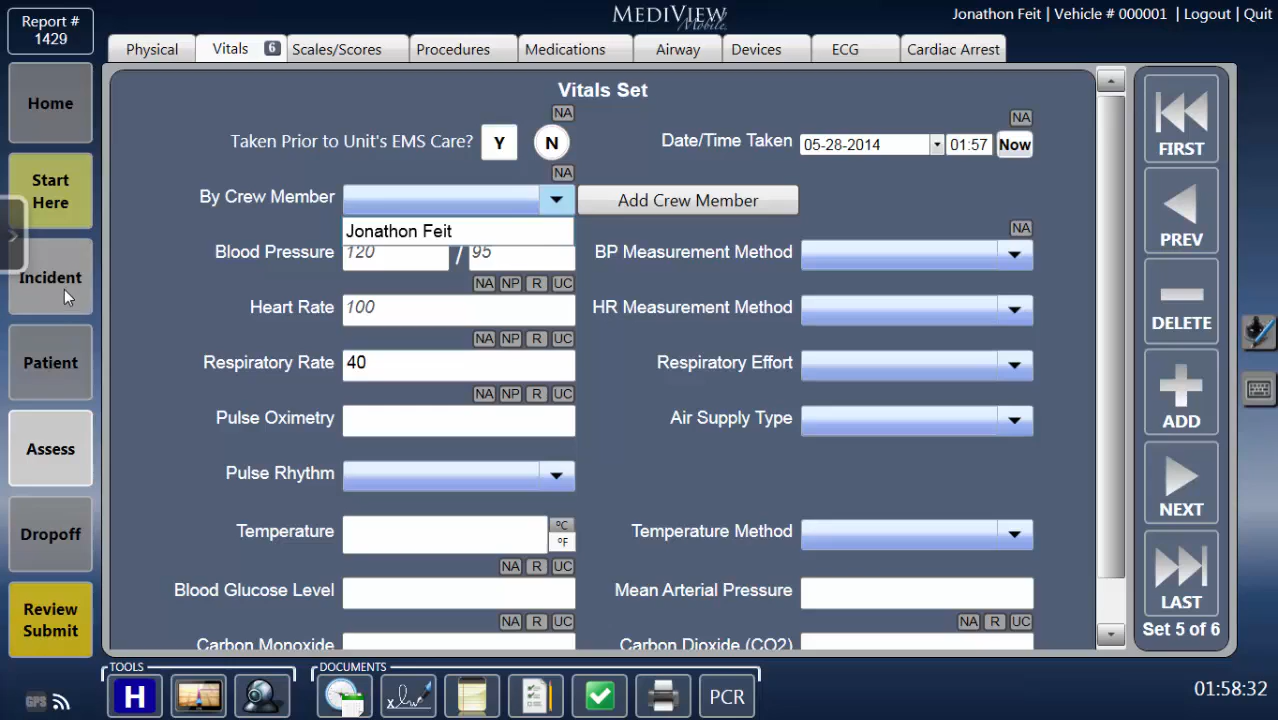 Report #
1429
MEDIVIEW
Mobile
Jonathon Feit | Vehicle # 000001 | Logout | Quit
Physical
Vitals 6
Scales/Scores
Procedures
Medications
Airway
Devices
ECG
Cardiac Arrest
Home
Start
Here
Incident
Patient
Assess
Dropoff
Review
Submit
Vitals Set
NA
Taken Prior to Unit's EMS Care? Y N
NA
Date/Time Taken 05-28-2014 01:57 Now
NA
By Crew Member Add Crew Member
Jonathon Feit
NA
Blood Pressure 120 / 95 BP Measurement Method
NA NP R UC
Heart Rate 100 HR Measurement Method
NA NP R UC
Respiratory Rate 40 Respiratory Effort
NA NP R UC
Pulse Oximetry Air Supply Type
Pulse Rhythm
Temperature ºC ºF Temperature Method
NA R UC
Blood Glucose Level Mean Arterial Pressure
NA R UC NA R UC
Carbon Monoxide Carbon Dioxide (CO2)
FIRST
PREV
DELETE
ADD
NEXT
LAST
Set 5 of 6
TOOLS
H
DOCUMENTS
PCR
GPS
01:58:32